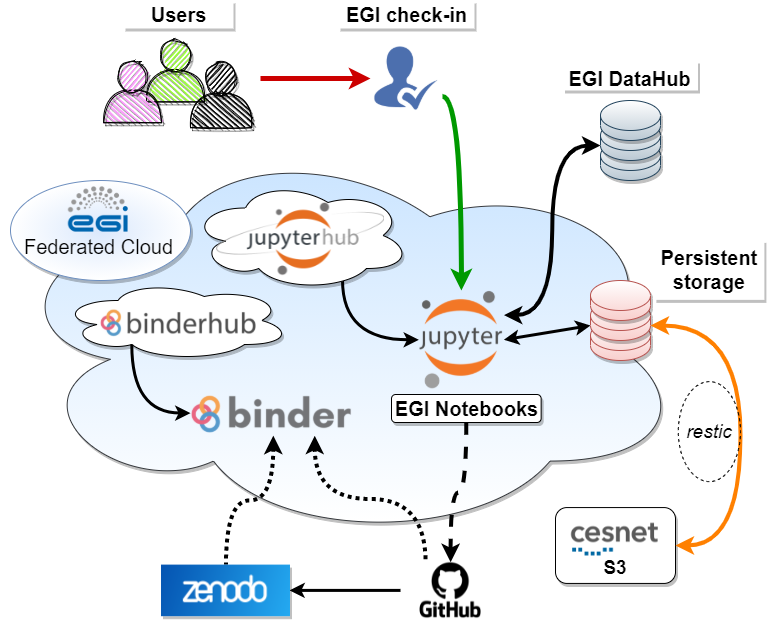 Users
EGI check-in
EGI DataHub
EGI
Federated Cloud
jupyterhub
Persistent
storage
binderhub
jupyter
EGI Notebooks
binder
restic
cesnet
S3
zenodo
GitHub